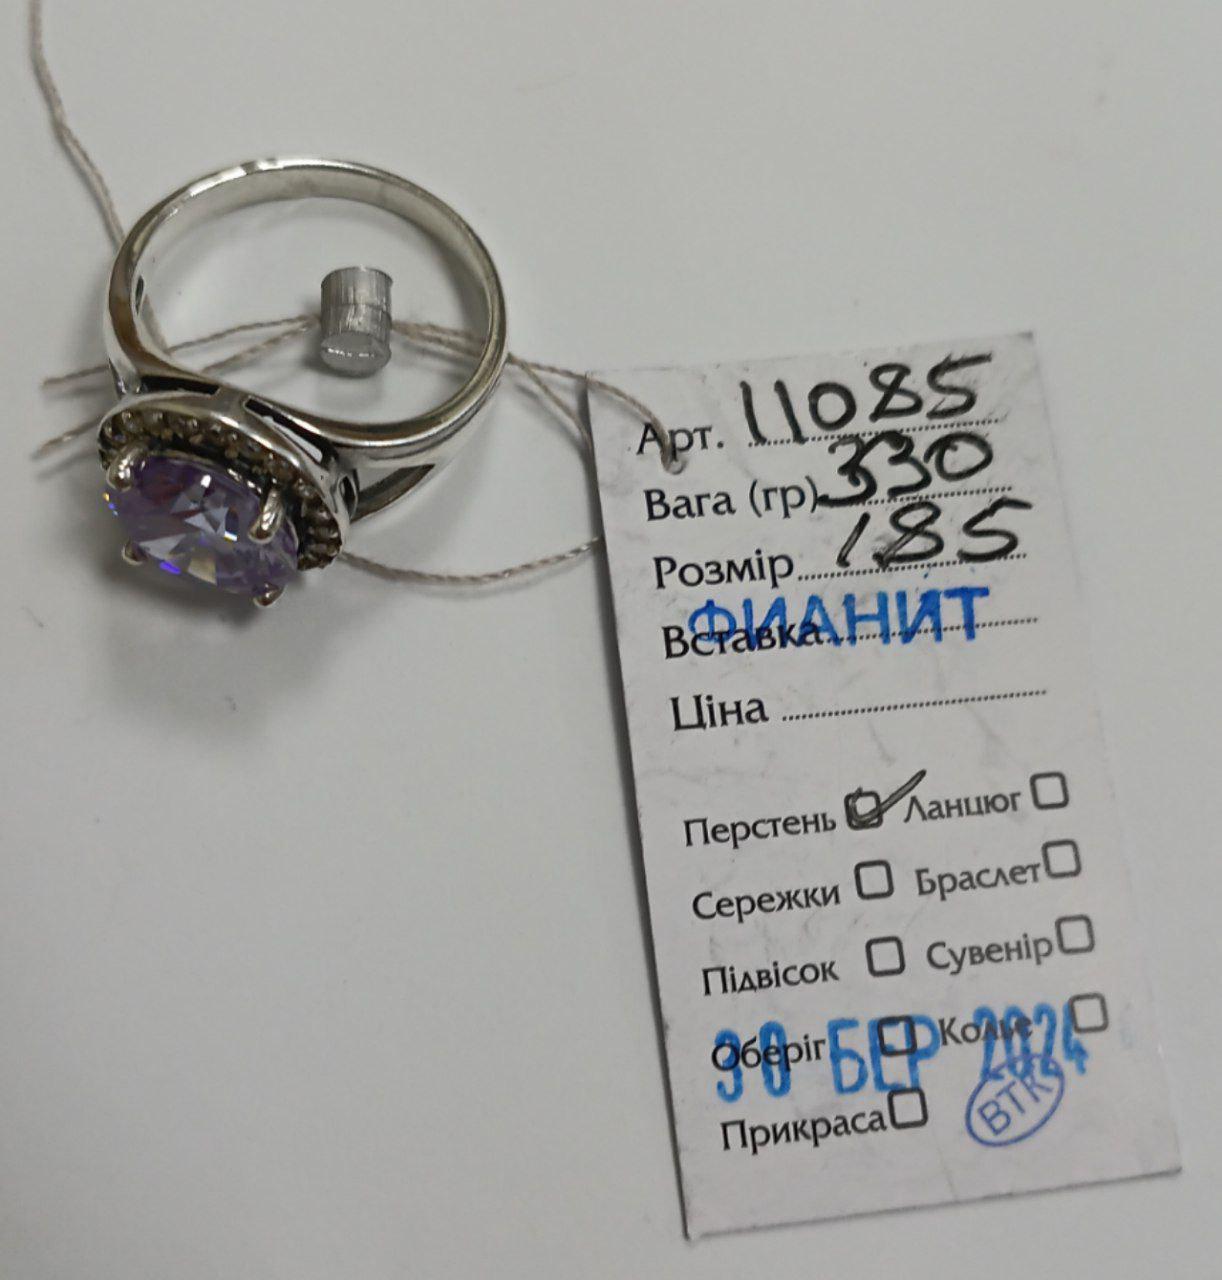 Арт. 11085
Вага (гр) 330
Розмір 185
Вставка ФИАНИТ
Ціна
Перстень Ланцюг
Сережки Браслет
Підвісок Сувенір
Оберіг Кольє
30 БЕР 2024
Прикраса
ВТК